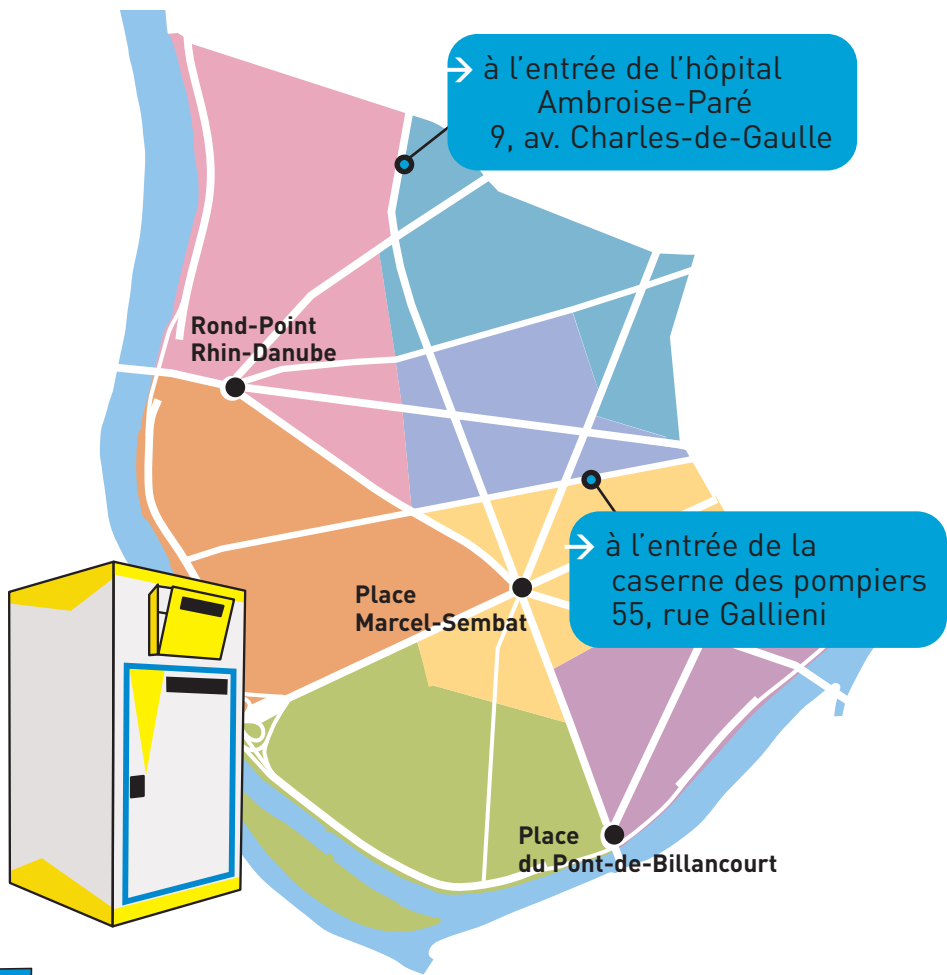 → à l'entrée de l'hôpital
Ambroise-Paré
9, av. Charles-de-Gaulle
Rond-Point
Rhin-Danube
→ à l'entrée de la
caserne des pompiers
55, rue Gallieni
Place
Marcel-Sembat
Place
du Pont-de-Billancourt